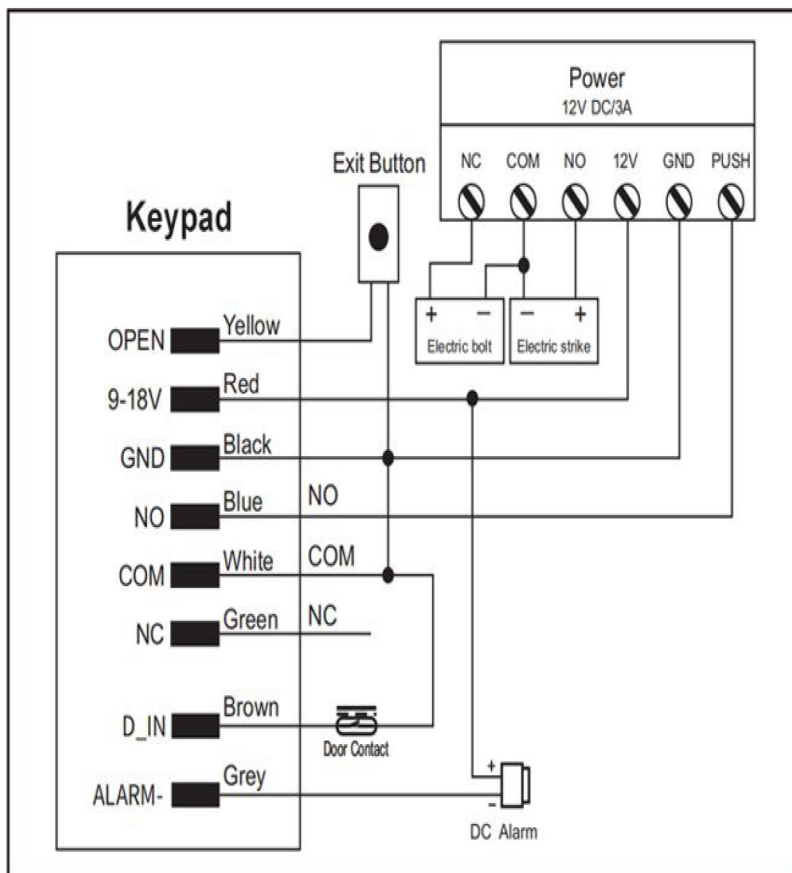 Power
12V DC/3A
NC COM NO 12V GND PUSH
Exit Button
Keypad
+ − − +
Electric bolt Electric strike
OPEN Yellow
9-18V Red
GND Black
NO Blue NO
COM White COM
NC Green NC
D_IN Brown
Door Contact
ALARM- Grey
+
−
DC Alarm